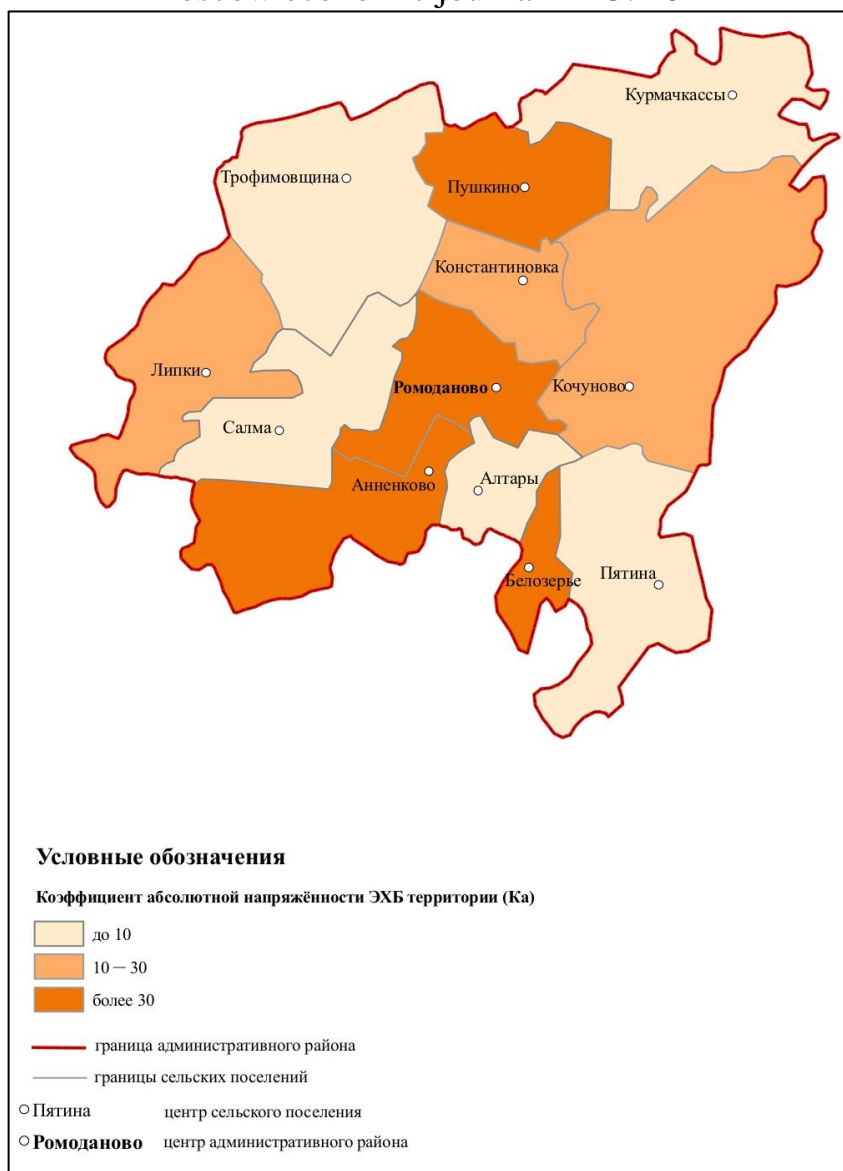 Курмачкассы
Трофимовщина
Пушкино
Константиновка
Липки
Ромоданово
Кочуново
Салма
Анненково
Алтары
Белозерье
Пятина
Условные обозначения
Коэффициент абсолютной напряжённости ЭХБ территории (Ка)
до 10
10 — 30
более 30
граница административного района
границы сельских поселений
Пятина центр сельского поселения
Ромоданово центр административного района